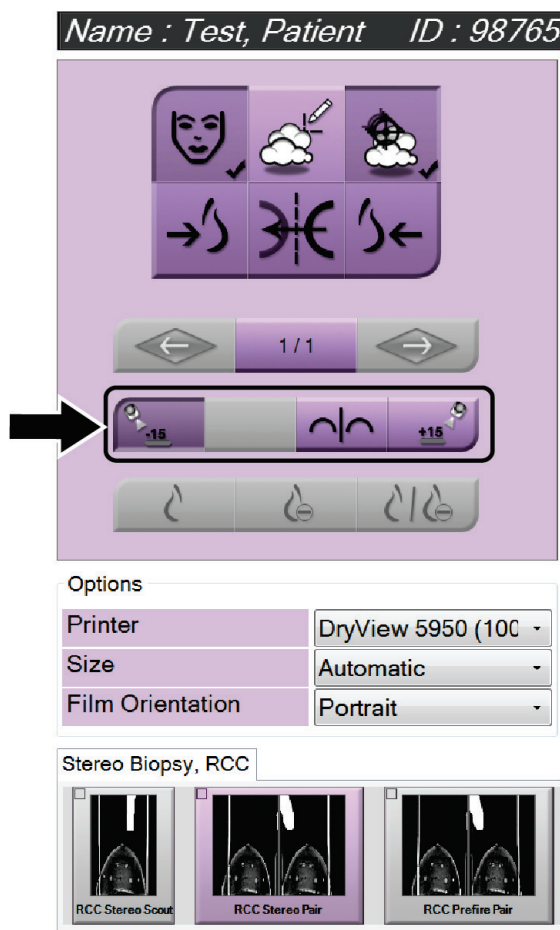 Name : Test, Patient ID : 98765
1 / 1
-15 +15
Options
Printer DryView 5950 (100
Size Automatic
Film Orientation Portrait
Stereo Biopsy, RCC
RCC Stereo Scout RCC Stereo Pair RCC Prefire Pair